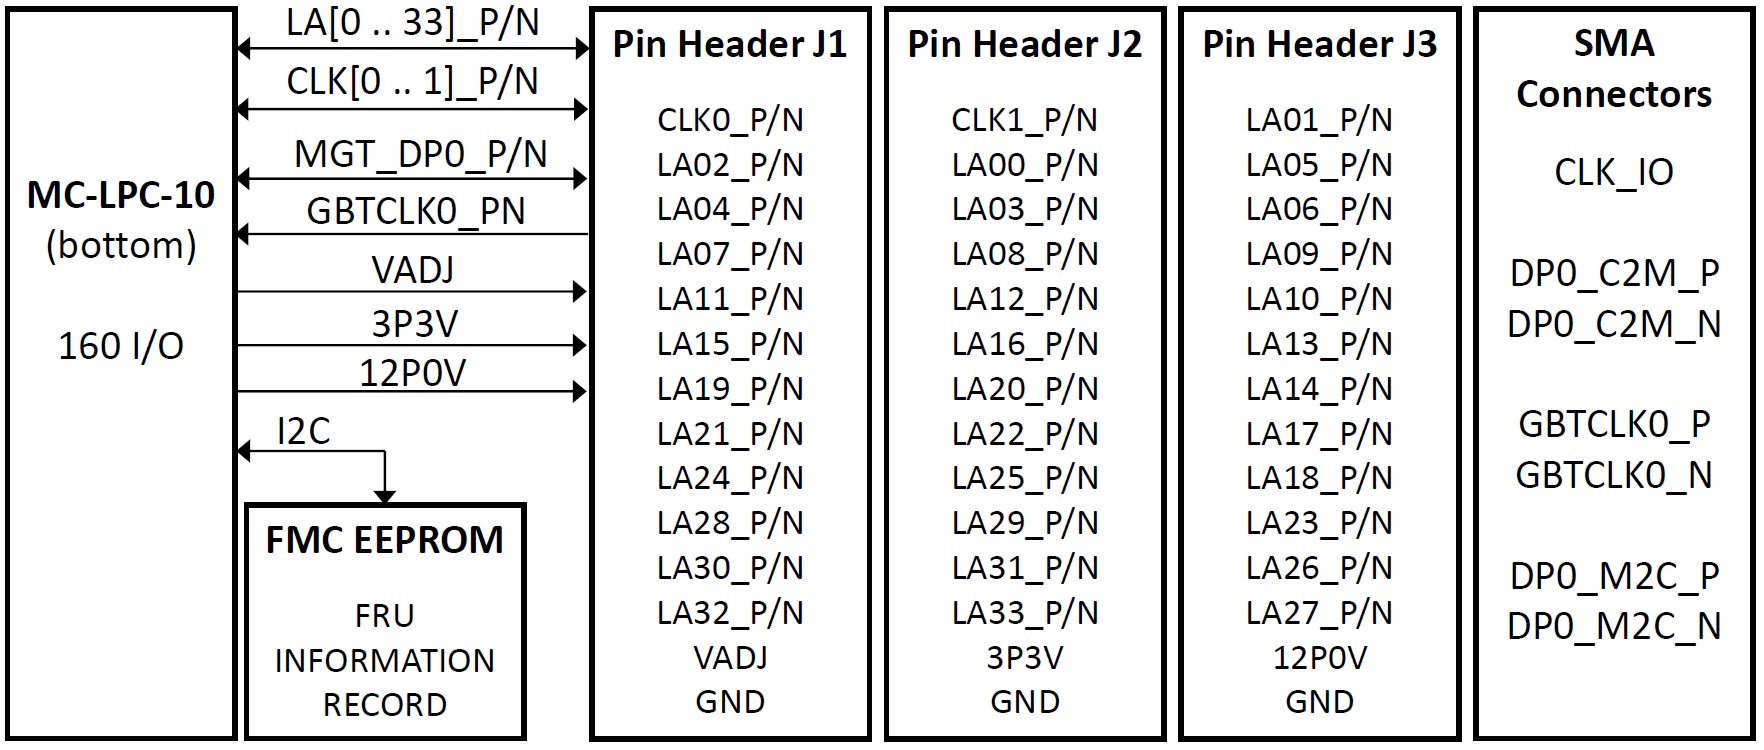 MC-LPC-10
(bottom)
160 I/O
LA[0 .. 33]_P/N
CLK[0 .. 1]_P/N
MGT_DP0_P/N
GBTCLK0_PN
VADJ
3P3V
12P0V
I2C
FMC EEPROM
FRU
INFORMATION
RECORD
Pin Header J1
CLK0_P/N
LA02_P/N
LA04_P/N
LA07_P/N
LA11_P/N
LA15_P/N
LA19_P/N
LA21_P/N
LA24_P/N
LA28_P/N
LA30_P/N
LA32_P/N
VADJ
GND
Pin Header J2
CLK1_P/N
LA00_P/N
LA03_P/N
LA08_P/N
LA12_P/N
LA16_P/N
LA20_P/N
LA22_P/N
LA25_P/N
LA29_P/N
LA31_P/N
LA33_P/N
3P3V
GND
Pin Header J3
LA01_P/N
LA05_P/N
LA06_P/N
LA09_P/N
LA10_P/N
LA13_P/N
LA14_P/N
LA17_P/N
LA18_P/N
LA23_P/N
LA26_P/N
LA27_P/N
12P0V
GND
SMA
Connectors
CLK_IO
DP0_C2M_P
DP0_C2M_N
GBTCLK0_P
GBTCLK0_N
DP0_M2C_P
DP0_M2C_N